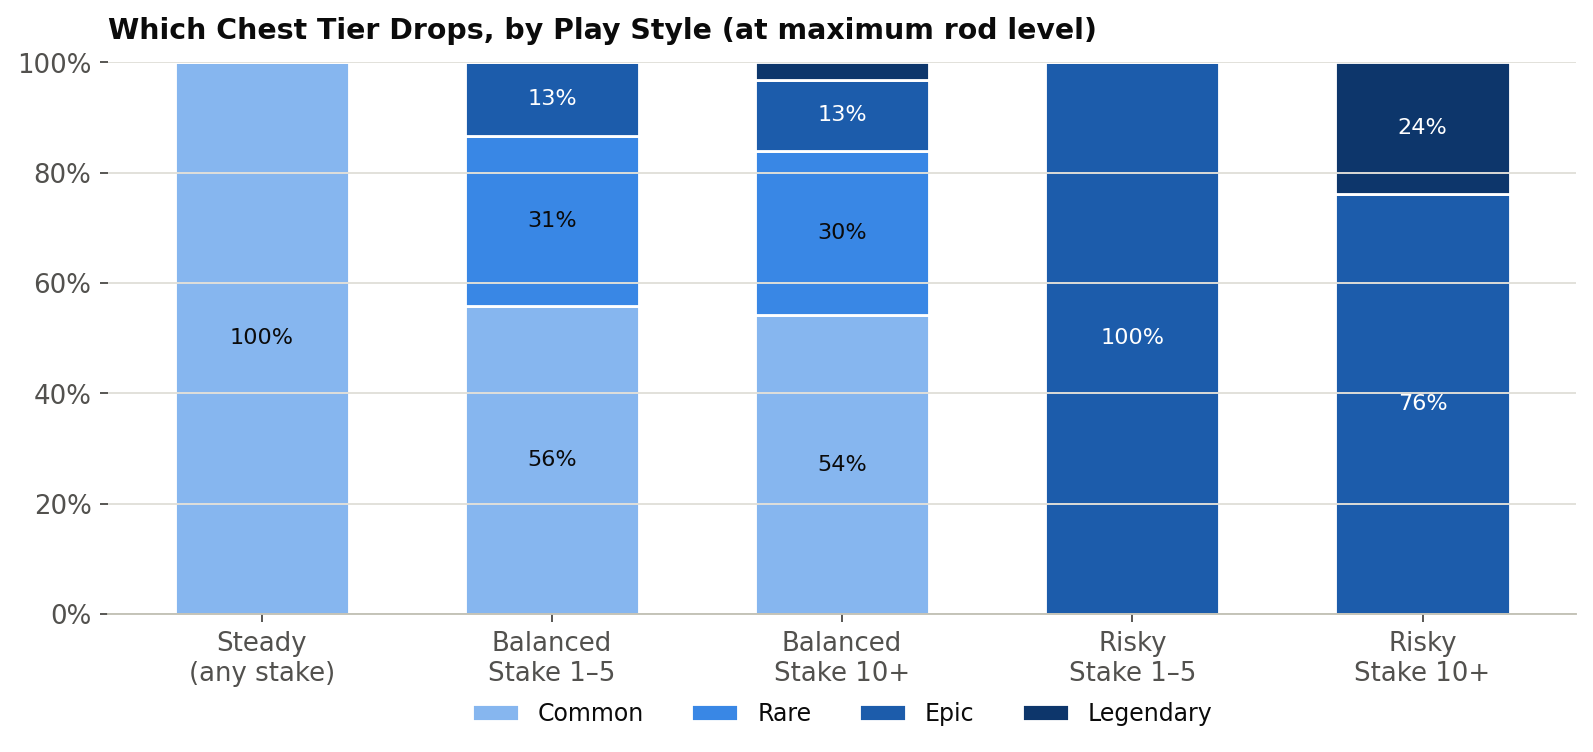 Which Chest Tier Drops, by Play Style (at maximum rod level)
100%
80%
60%
40%
20%
0%
100%
13%
31%
56%
13%
30%
54%
100%
24%
76%
Steady
(any stake)
Balanced
Stake 1–5
Balanced
Stake 10+
Risky
Stake 1–5
Risky
Stake 10+
Common
Rare
Epic
Legendary